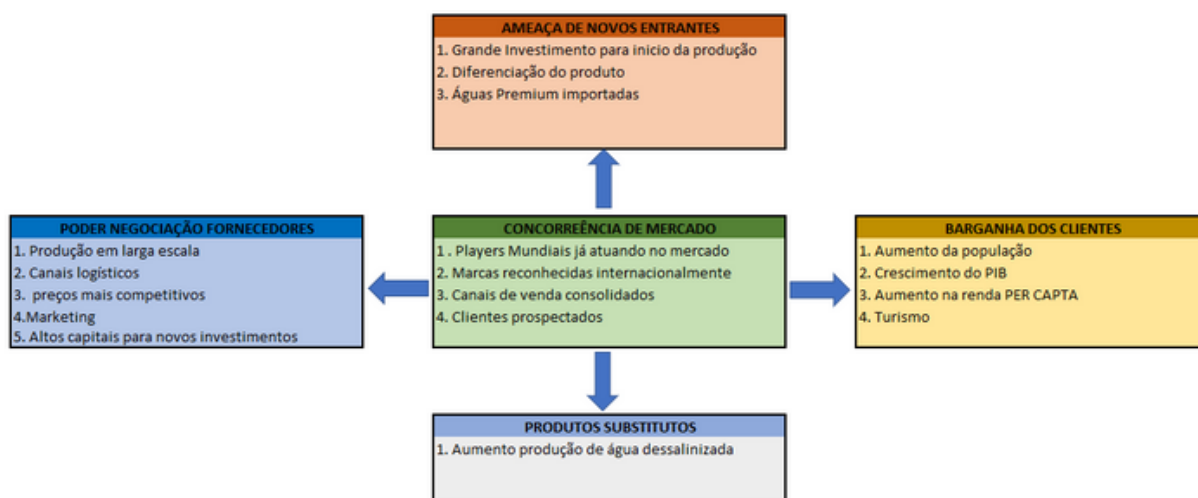 AMEAÇA DE NOVOS ENTRANTES
1. Grande Investimento para inicio da produção
2. Diferenciação do produto
3. Águas Premium importadas
PODER NEGOCIAÇÃO FORNECEDORES
1. Produção em larga escala
2. Canais logísticos
3. preços mais competitivos
4.Marketing
5. Altos capitais para novos investimentos
CONCORREÊNCIA DE MERCADO
1 . Players Mundiais já atuando no mercado
2. Marcas reconhecidas internacionalmente
3. Canais de venda consolidados
4. Clientes prospectados
BARGANHA DOS CLIENTES
1. Aumento da população
2. Crescimento do PIB
3. Aumento na renda PER CAPTA
4. Turismo
PRODUTOS SUBSTITUTOS
1. Aumento produção de água dessalinizada